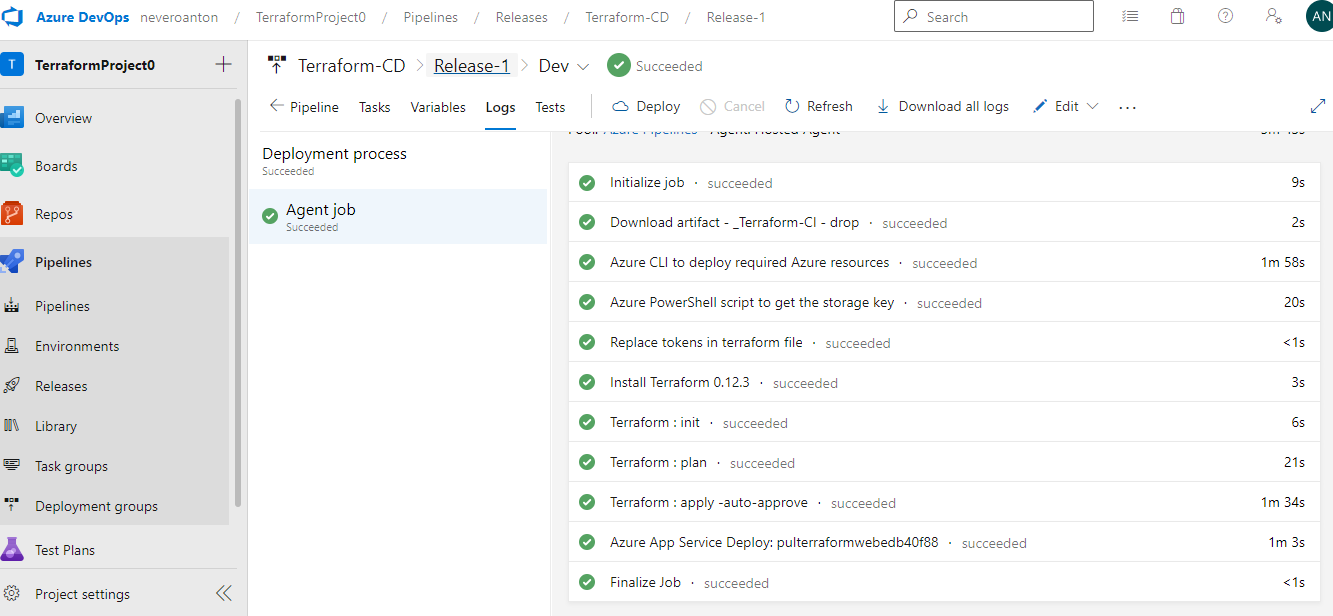 Azure DevOps neveroanton / TerraformProject0 / Pipelines / Releases / Terraform-CD / Release-1
Search
AN
T TerraformProject0
Overview
Boards
Repos
Pipelines
Pipelines
Environments
Releases
Library
Task groups
Deployment groups
Test Plans
Project settings
Terraform-CD > Release-1 > Dev Succeeded
Pipeline Tasks Variables Logs Tests Deploy Cancel Refresh Download all logs Edit ...
Deployment process
Succeeded
Agent job
Succeeded
Pool: Azure Pipelines · Agent: Hosted Agent
Initialize job · succeeded 9s
Download artifact - _Terraform-CI - drop · succeeded 2s
Azure CLI to deploy required Azure resources · succeeded 1m 58s
Azure PowerShell script to get the storage key · succeeded 20s
Replace tokens in terraform file · succeeded <1s
Install Terraform 0.12.3 · succeeded 3s
Terraform : init · succeeded 6s
Terraform : plan · succeeded 21s
Terraform : apply -auto-approve · succeeded 1m 34s
Azure App Service Deploy: pulterraformwebedb40f88 · succeeded 1m 3s
Finalize Job · succeeded <1s